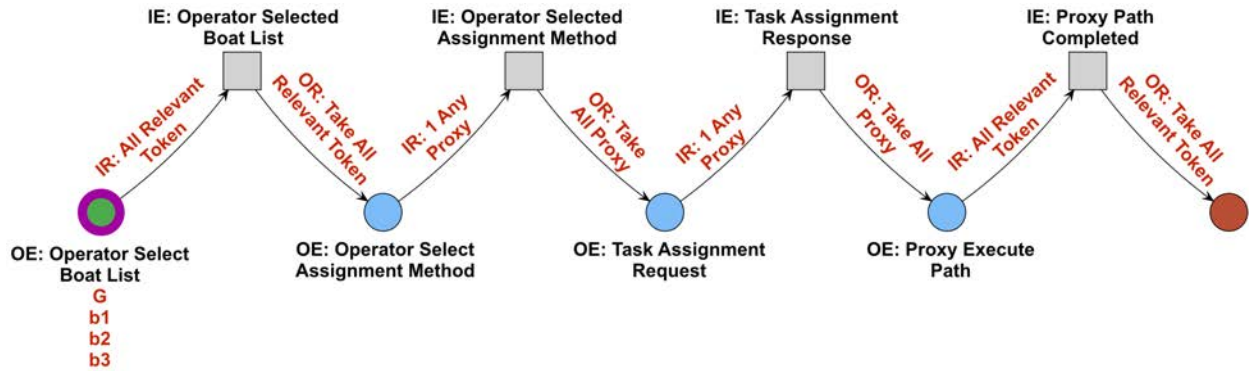 IE: Operator Selected
Boat List
IE: Operator Selected
Assignment Method
IE: Task Assignment
Response
IE: Proxy Path
Completed
IR: All Relevant
Token
OR: Take All
Relevant Token
IR: 1 Any
Proxy
OR: Take
All Proxy
IR: 1 Any
Proxy
OR: Take All
Proxy
IR: All Relevant
Token
OR: Take All
Relevant Token
OE: Operator Select
Boat List
G
b1
b2
b3
OE: Operator Select
Assignment Method
OE: Task Assignment
Request
OE: Proxy Execute
Path